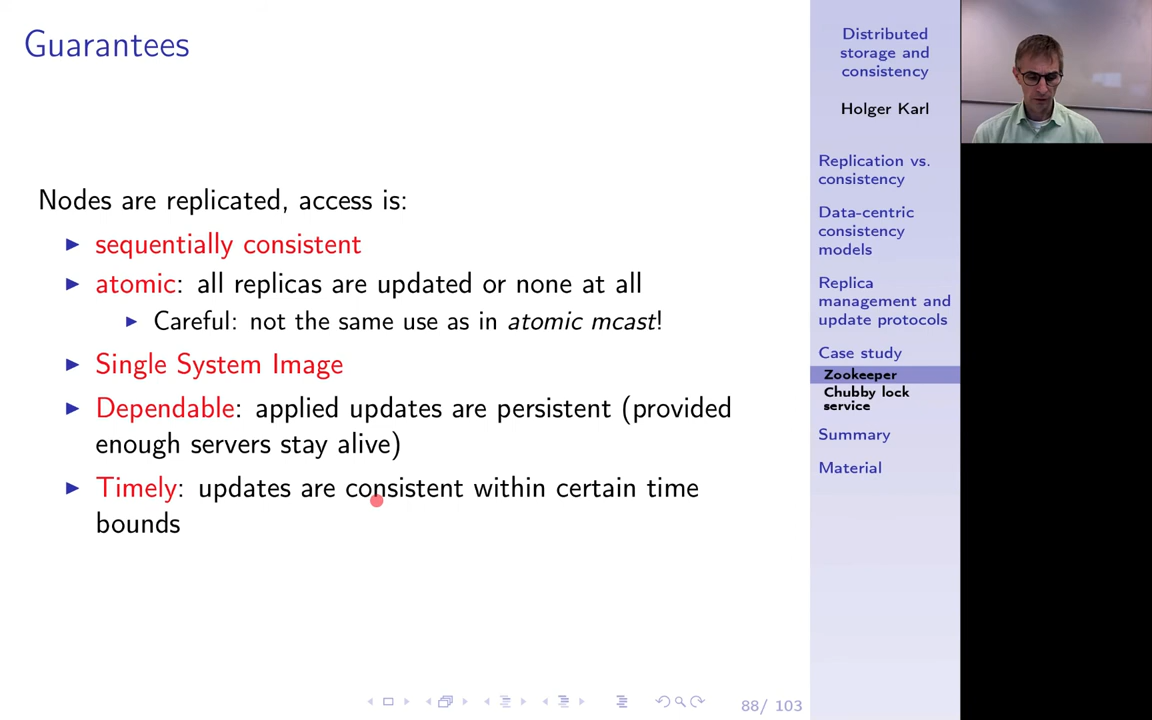 Guarantees
Nodes are replicated, access is:
sequentially consistent
atomic: all replicas are updated or none at all
Careful: not the same use as in atomic mcast!
Single System Image
Dependable: applied updates are persistent (provided
enough servers stay alive)
Timely: updates are consistent within certain time
bounds
88/ 103
Distributed
storage and
consistency
Holger Karl
Replication vs.
consistency
Data-centric
consistency
models
Replica
management and
update protocols
Case study
Zookeeper
Chubby lock
service
Summary
Material